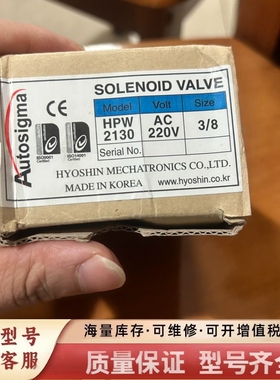 Autosigma
SOLENOID VALVE
CE
ISO9001
Certified
ISO14001
Certified
Model Volt Size
HPW 2130
AC 220V
3/8
Serial No.
HYOSHIN MECHATRONICS CO.,LTD.
MADE IN KOREA
www.hyoshin.co.kr
型号
客服
海量库存·可维修·可开增值税
质量保证 型号齐